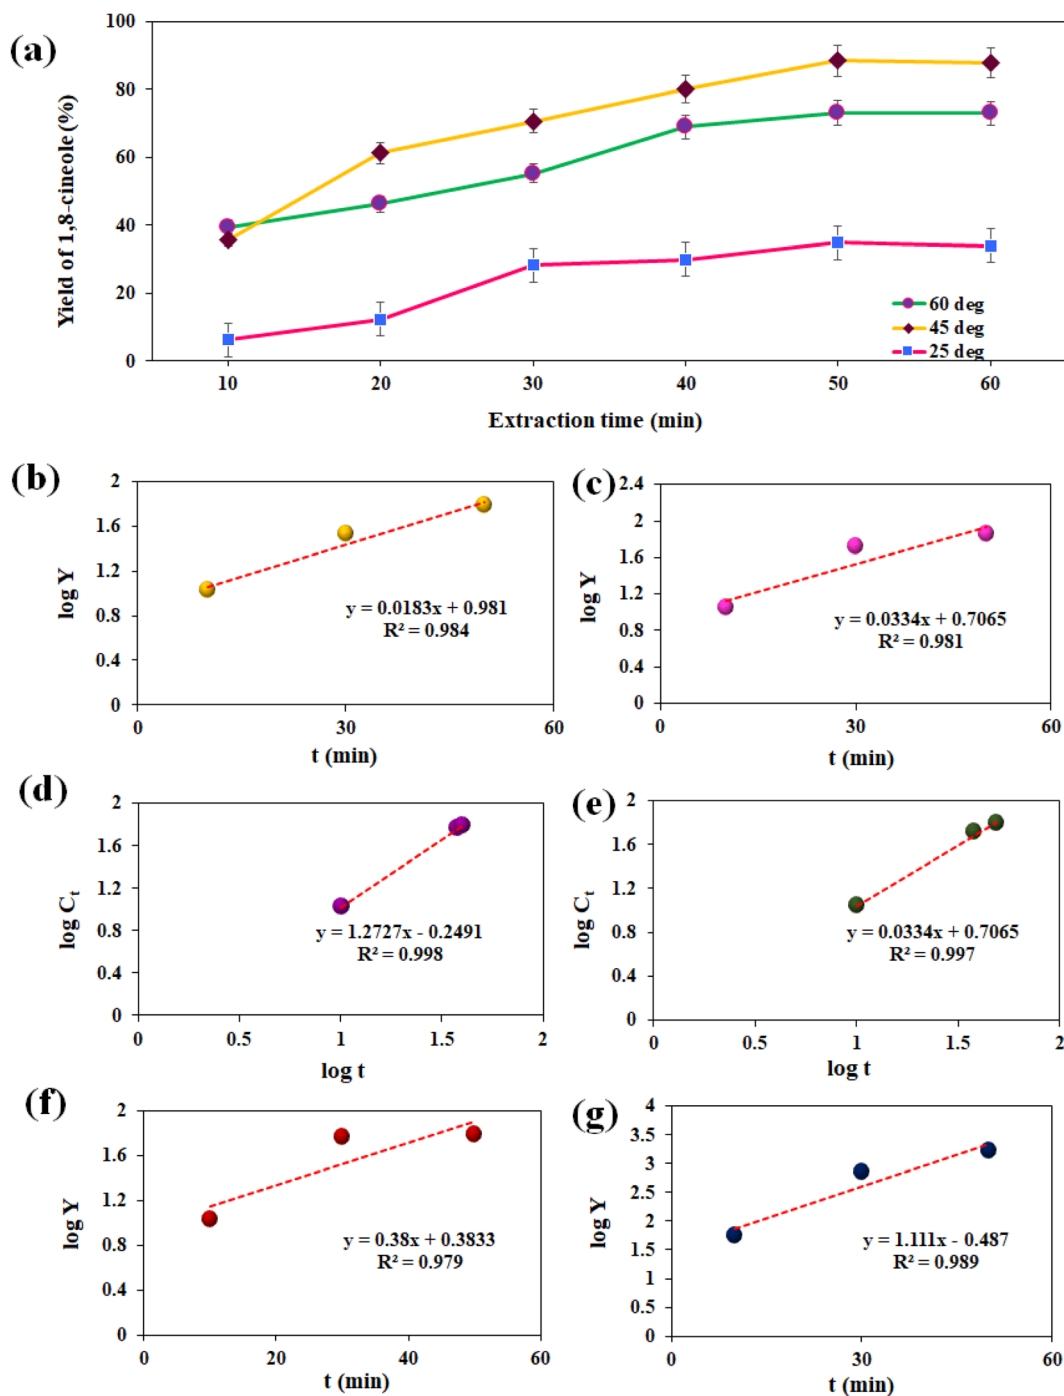 (a)
Yield of 1,8-cineole (%)
100
80
60
40
20
0
10 20 30 40 50 60
Extraction time (min)
60 deg
45 deg
25 deg
(b)
log Y
2
1.6
1.2
0.8
0.4
0
0 30 60
t (min)
y = 0.0183x + 0.981
R² = 0.984
(c)
log Y
2.4
2
1.6
1.2
0.8
0.4
0
0 30 60
t (min)
y = 0.0334x + 0.7065
R² = 0.981
(d)
log Cₜ
2
1.6
1.2
0.8
0.4
0
0 0.5 1 1.5 2
log t
y = 1.2727x - 0.2491
R² = 0.998
(e)
log Cₜ
2
1.6
1.2
0.8
0.4
0
0 0.5 1 1.5 2
log t
y = 0.0334x + 0.7065
R² = 0.997
(f)
log Y
2
1.6
1.2
0.8
0.4
0
0 20 40 60
t (min)
y = 0.38x + 0.3833
R² = 0.979
(g)
log Y
4
3.5
3
2.5
2
1.5
1
0.5
0
0 30 60
t (min)
y = 1.111x - 0.487
R² = 0.989